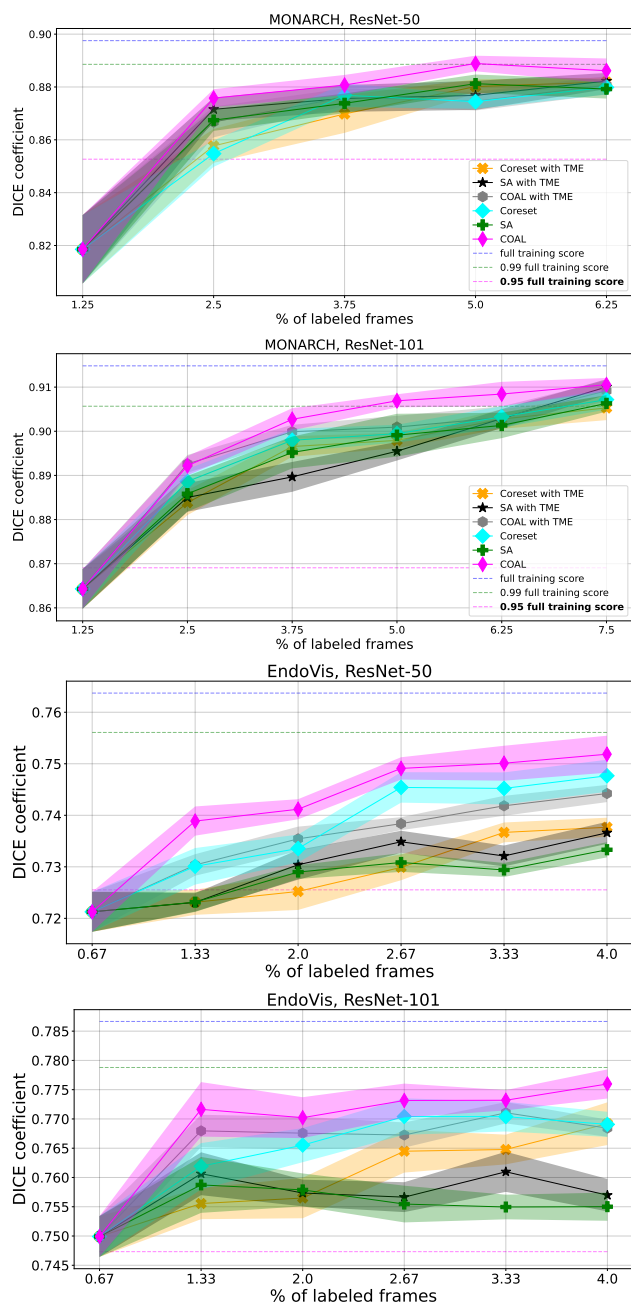 MONARCH, ResNet-50
DICE coefficient
0.90
0.88
0.86
0.84
0.82
Coreset with TME
SA with TME
COAL with TME
Coreset
SA
COAL
full training score
0.99 full training score
0.95 full training score
1.25 2.5 3.75 5.0 6.25
% of labeled frames
MONARCH, ResNet-101
DICE coefficient
0.91
0.90
0.89
0.88
0.87
0.86
Coreset with TME
SA with TME
COAL with TME
Coreset
SA
COAL
full training score
0.99 full training score
0.95 full training score
1.25 2.5 3.75 5.0 6.25 7.5
% of labeled frames
EndoVis, ResNet-50
DICE coefficient
0.76
0.75
0.74
0.73
0.72
0.67 1.33 2.0 2.67 3.33 4.0
% of labeled frames
EndoVis, ResNet-101
DICE coefficient
0.785
0.780
0.775
0.770
0.765
0.760
0.755
0.750
0.745
0.67 1.33 2.0 2.67 3.33 4.0
% of labeled frames